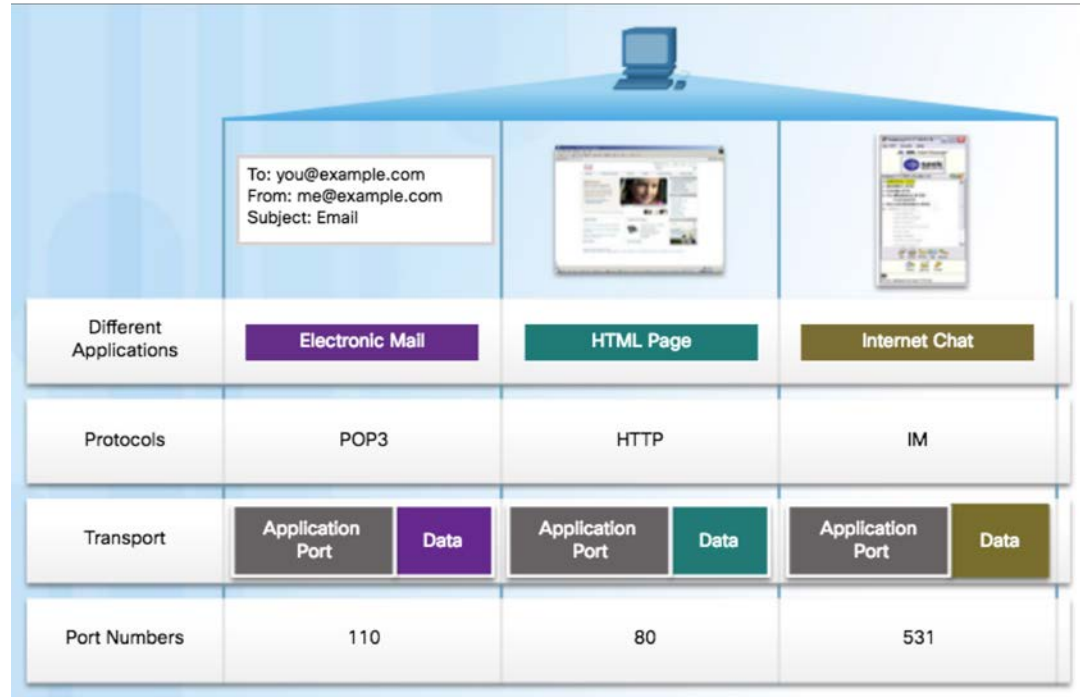 To: you@example.com
From: me@example.com
Subject: Email
Different
Applications
Electronic Mail
HTML Page
Internet Chat
Protocols
POP3
HTTP
IM
Transport
Application
Port
Data
Application
Port
Data
Application
Port
Data
Port Numbers
110
80
531